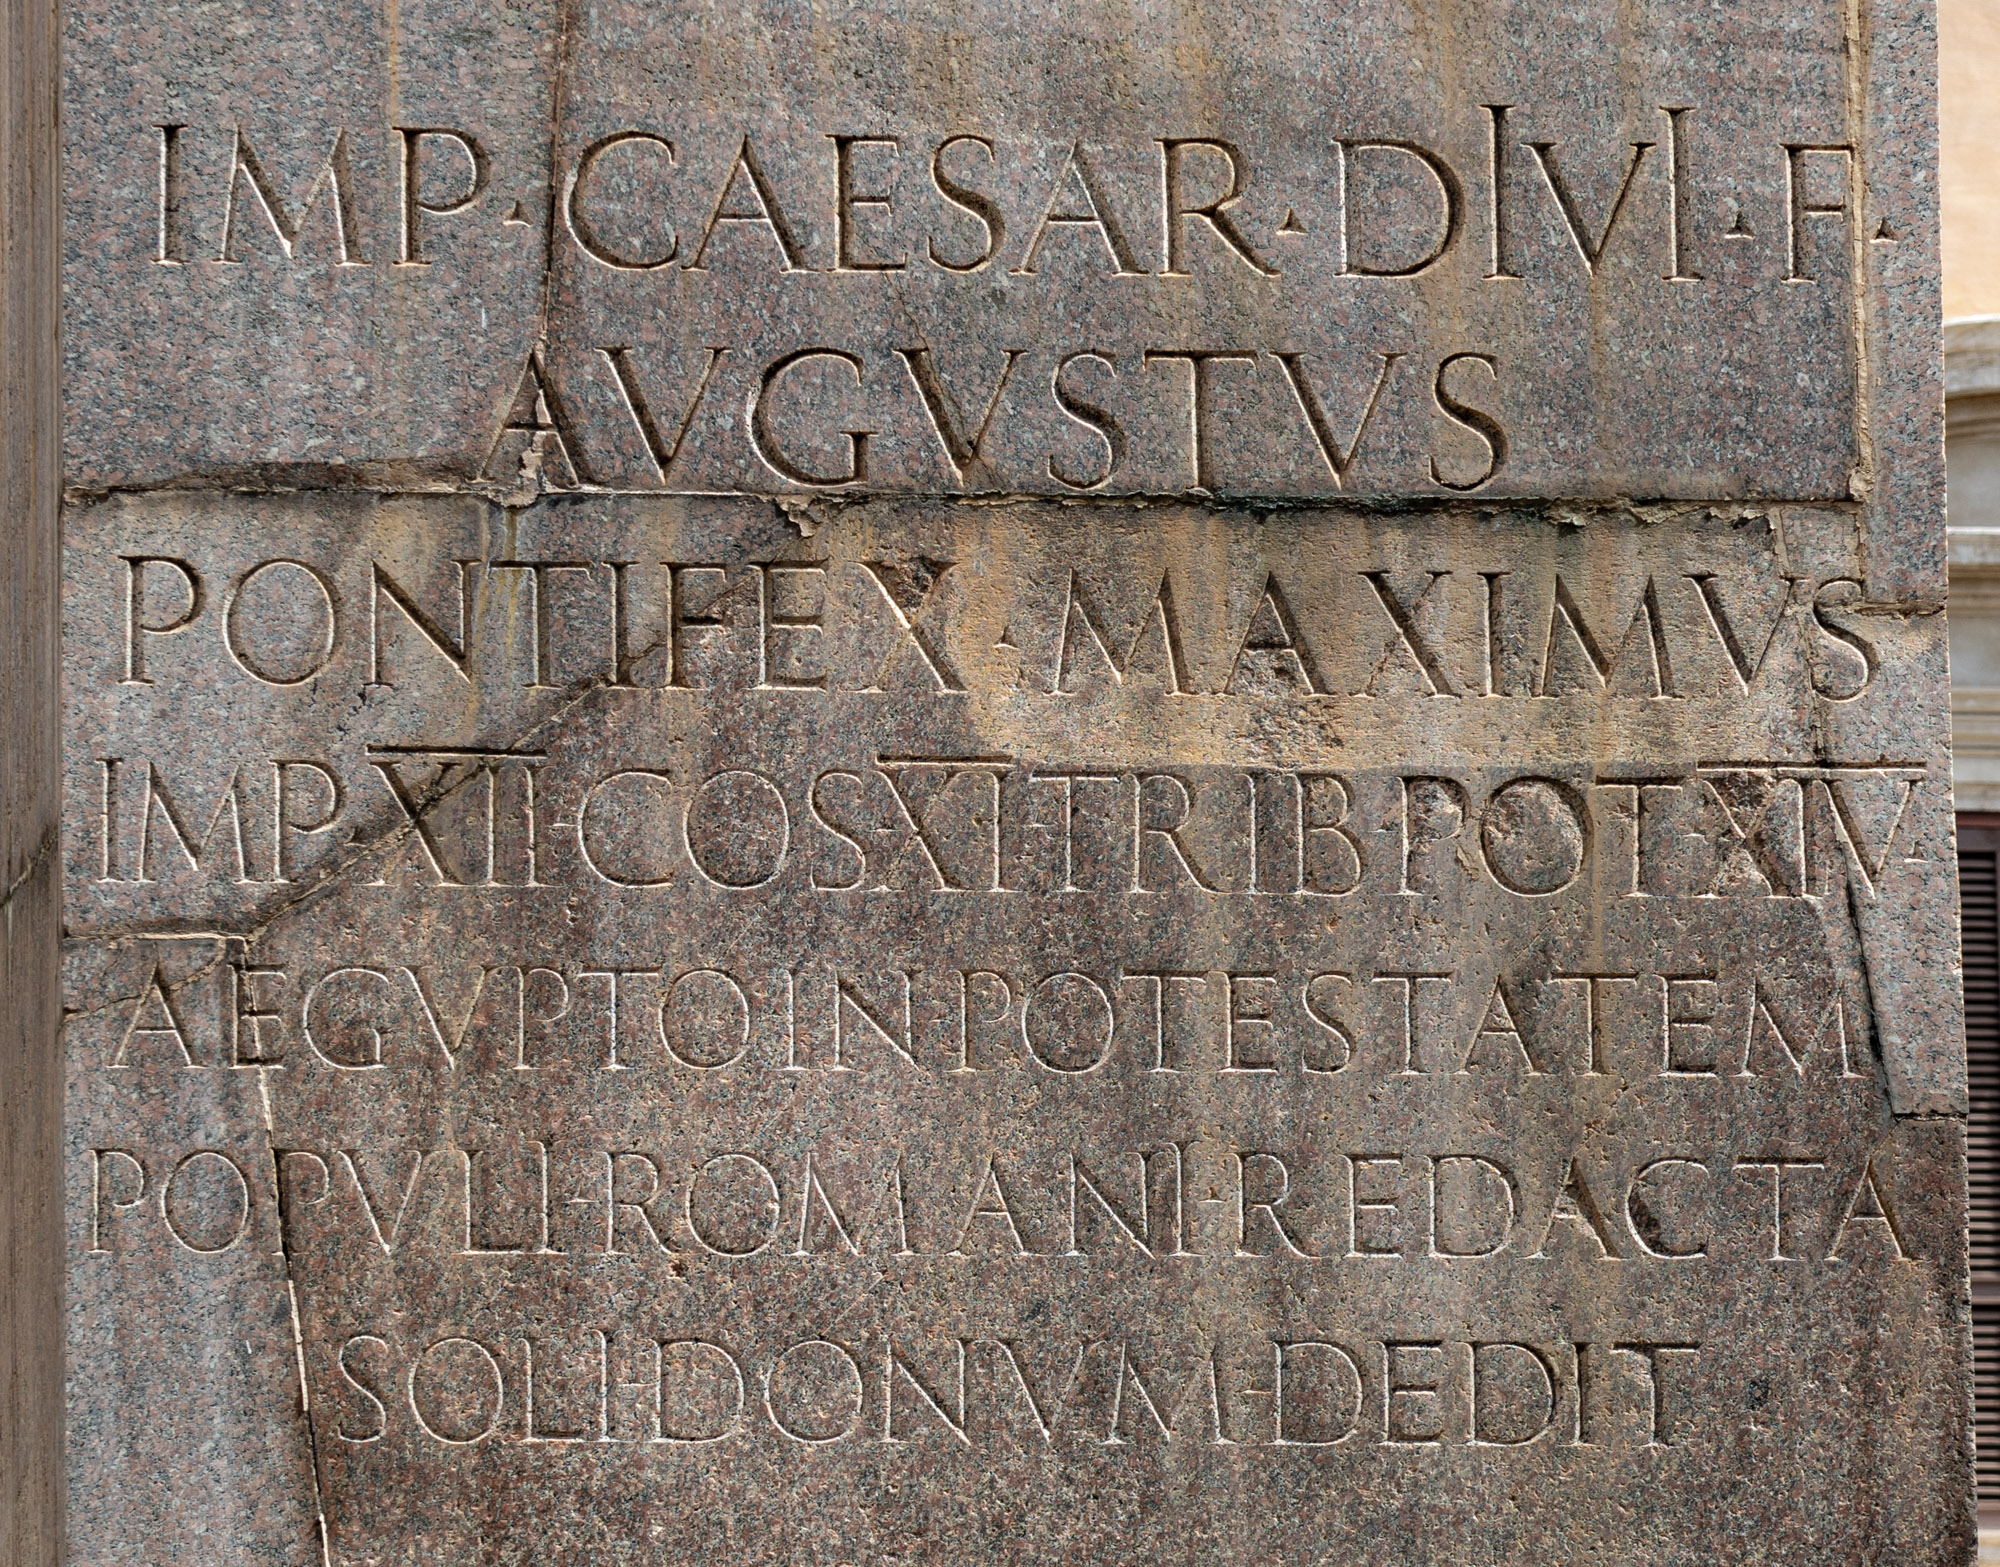 IMP · CAESAR · DIVI · F ·
AVGVSTVS
PONTIFEX · MAXIMVS
IMP · XII · COS · XI · TRIB · POT · XIV ·
AEGVPTO · IN · POTESTATEM
POPVLI · ROMANI · REDACTA
SOLI · DONVM · DEDIT